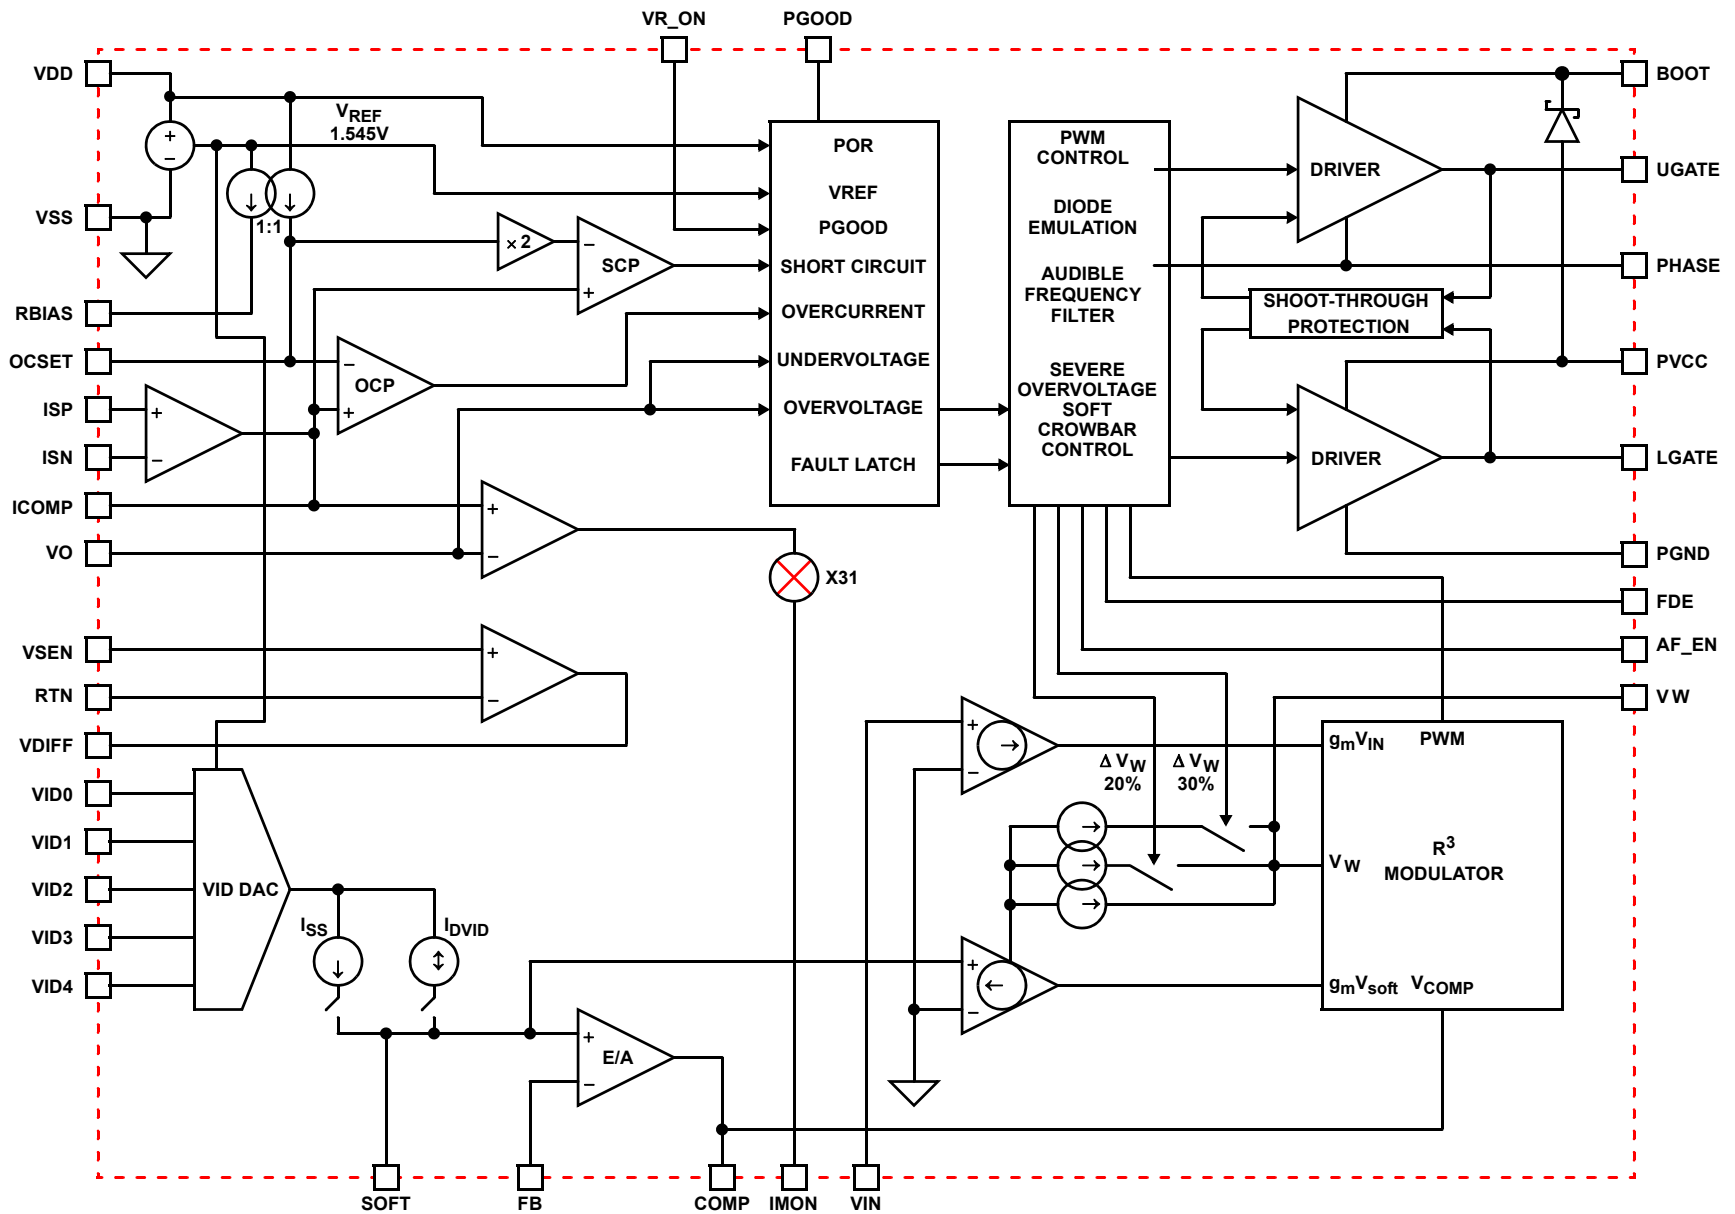 VR_ON
PGOOD
VDD
VSS
RBIAS
OCSET
ISP
ISN
ICOMP
VO
VSEN
RTN
VDIFF
VID0
VID1
VID2
VID3
VID4
+
−
VREF
1.545V
1:1
× 2
−
SCP
+
−
OCP
+
+
−
+
−
X31
+
−
VID DAC
ISS
IDVID
+
E/A
−
POR
VREF
PGOOD
SHORT CIRCUIT
OVERCURRENT
UNDERVOLTAGE
OVERVOLTAGE
FAULT LATCH
PWM
CONTROL
DIODE
EMULATION
AUDIBLE
FREQUENCY
FILTER
SEVERE
OVERVOLTAGE
SOFT
CROWBAR
CONTROL
DRIVER
SHOOT-THROUGH
PROTECTION
DRIVER
+
−
Δ VW
20%
Δ VW
30%
+
−
gmVIN
PWM
VW
R3
MODULATOR
gmVsoft
VCOMP
BOOT
UGATE
PHASE
PVCC
LGATE
PGND
FDE
AF_EN
VW
SOFT
FB
COMP
IMON
VIN